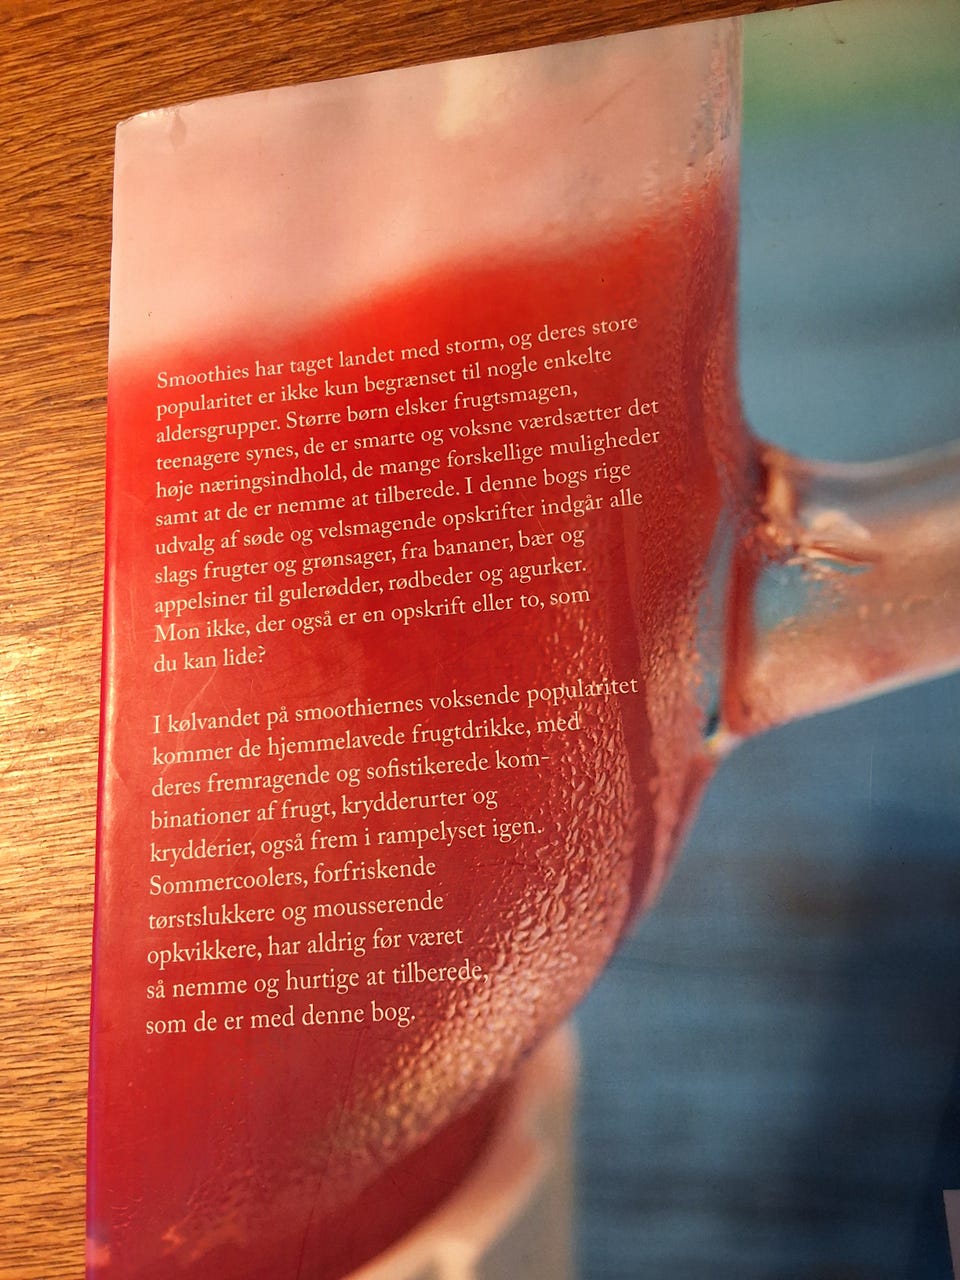 Smoothies har taget landet med storm, og deres store
popularitet er ikke kun begrænset til nogle enkelte
aldersgrupper. Større børn elsker frugtsmagen,
teenagere synes, de er smarte og voksne værdsætter det
høje næringsindhold, de mange forskellige muligheder
samt at de er nemme at tilberede. I denne bogs rige
udvalg af søde og velsmagende opskrifter indgår alle
slags frugter og grønsager, fra bananer, bær og
appelsiner til gulerødder, rødbeder og agurker.
Mon ikke, der også er en opskrift eller to, som
du kan lide?
I kølvandet på smoothiernes voksende popularitet
kommer de hjemmelavede frugtdrikke, med
deres fremragende og sofistikerede kom-
binationer af frugt, krydderurter og
krydderier, også frem i rampelyset igen.
Sommercoolers, forfriskende
tørstslukkere og mousserende
opkvikkere, har aldrig før været
så nemme og hurtige at tilberede,
som de er med denne bog.